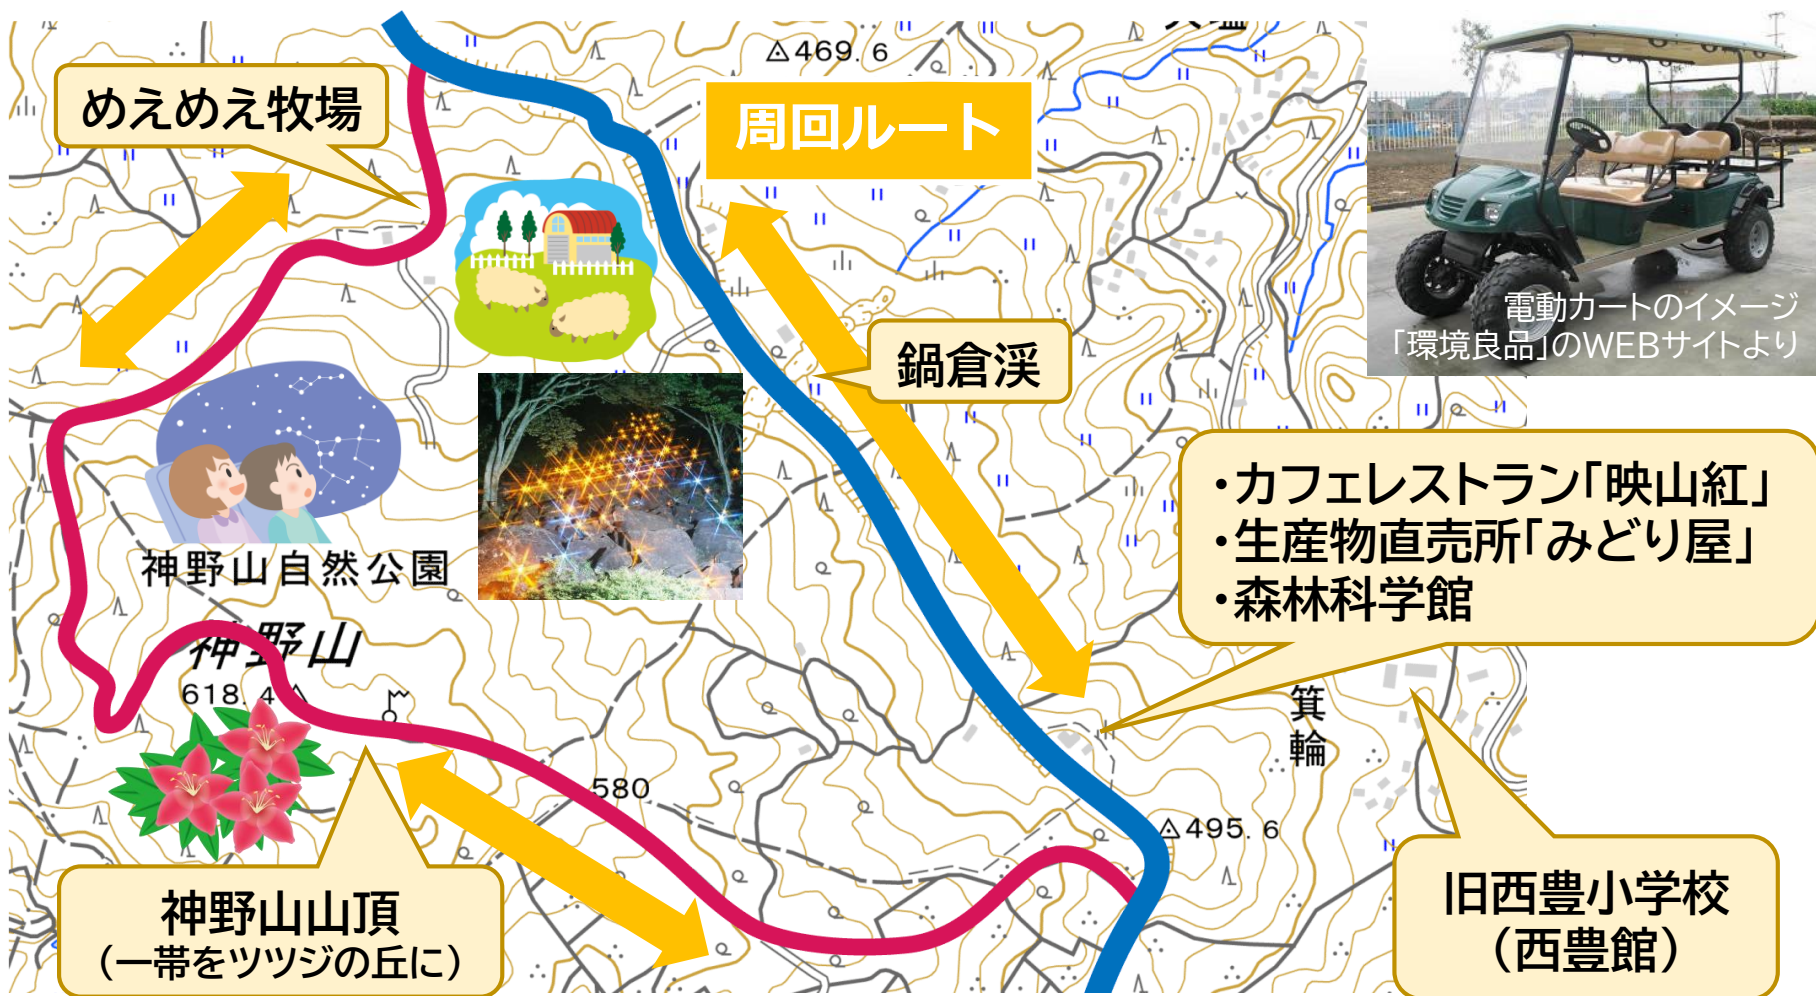 469.6
めえめえ牧場
周回ルート
電動カートのイメージ
「環境良品」のWEBサイトより
鍋倉渓
・カフェレストラン「映山紅」
・生産物直売所「みどり屋」
・森林科学館
神野山自然公園
神野山
618.4
箕輪
580
495.6
神野山山頂
（一帯をツツジの丘に）
旧西豊小学校
（西豊館）